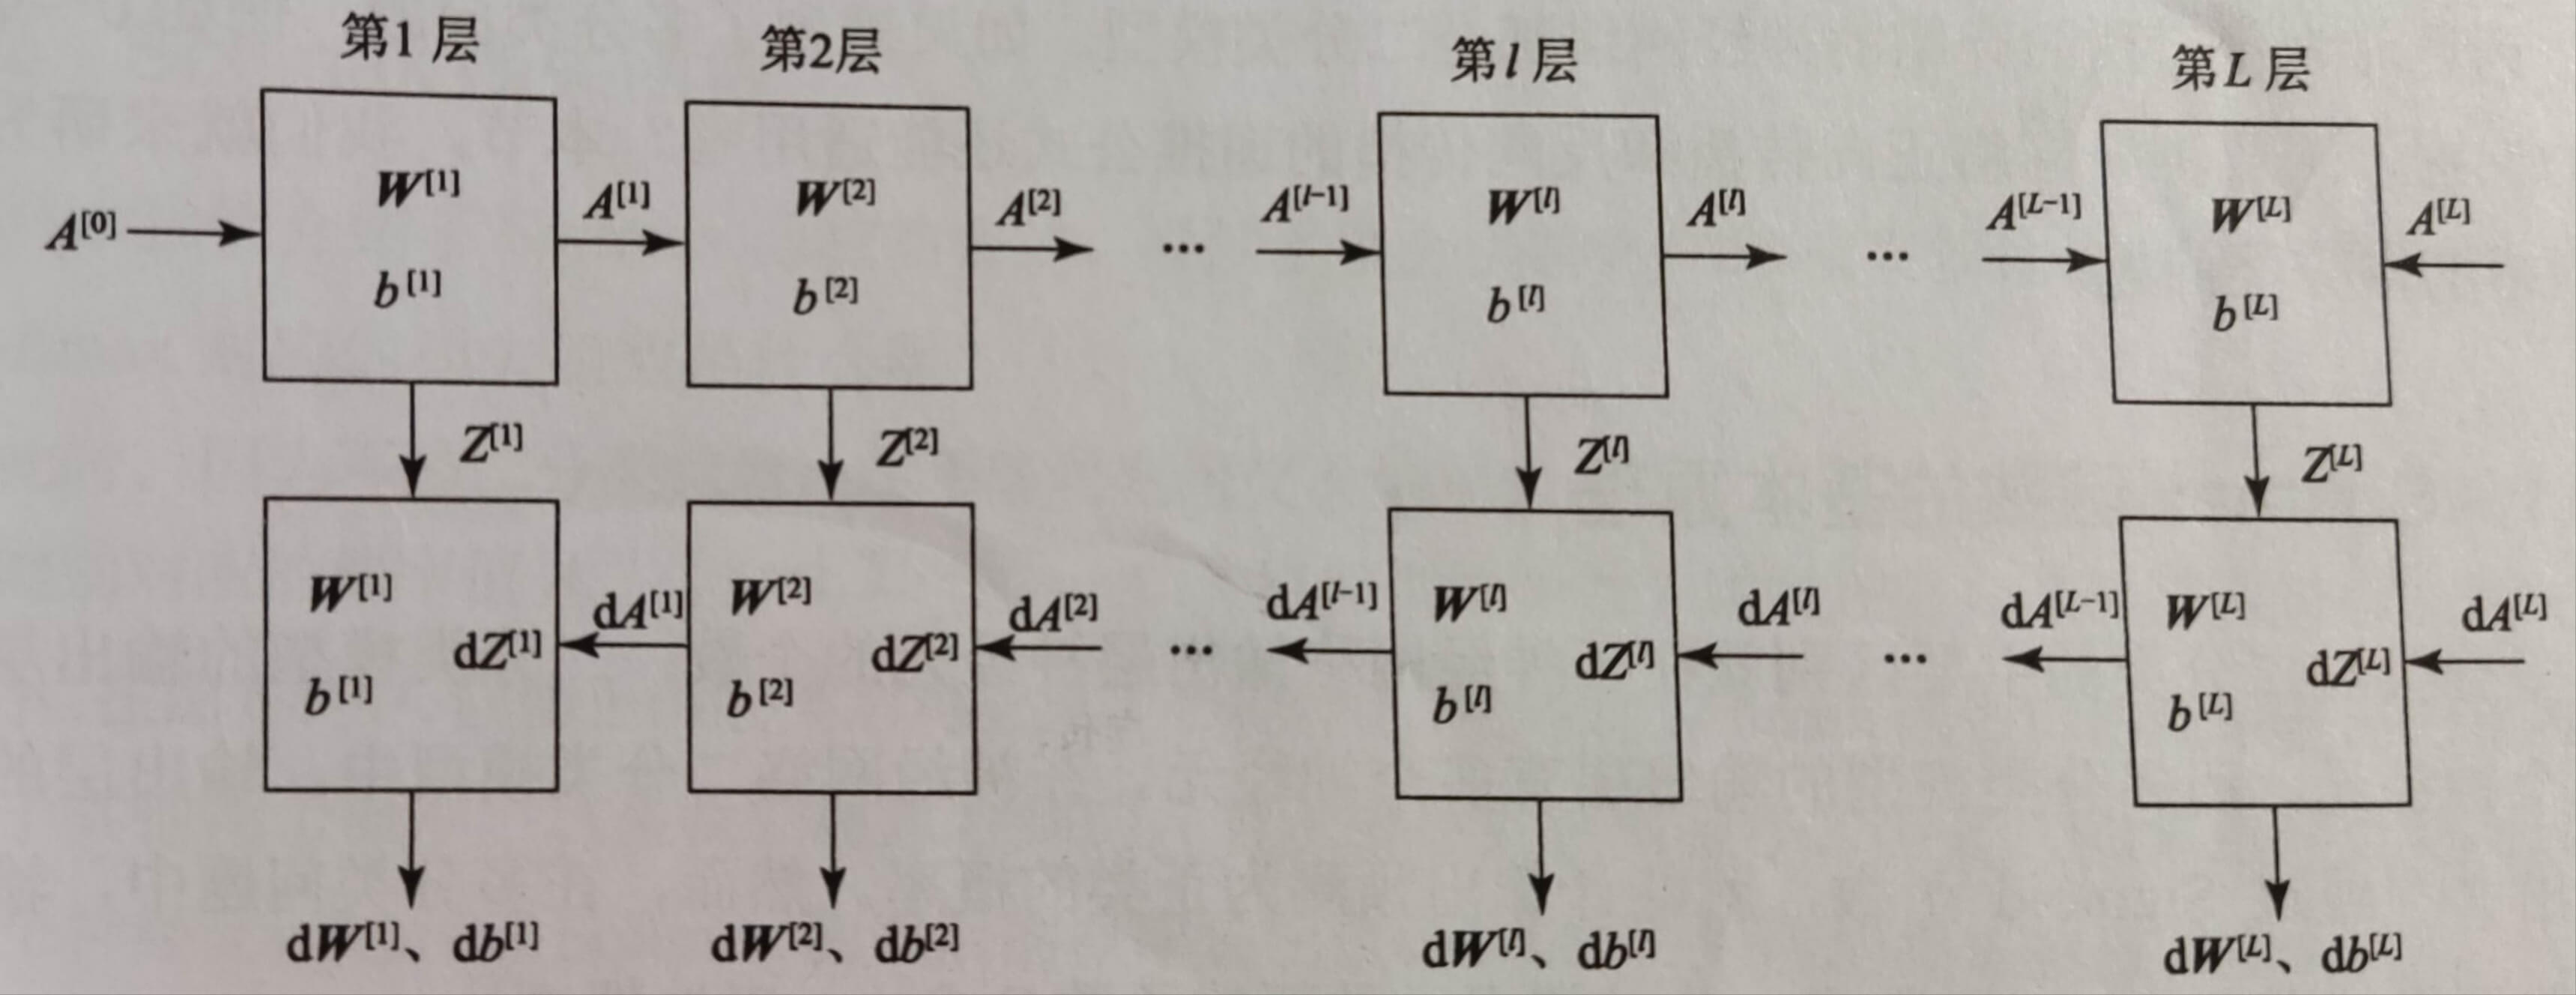 第1层 第2层 第l层 第L层
W[1] W[2] W[l] W[L]
A[0] A[1] A[2] ... A[l-1] A[l] ... A[L-1] A[L]
b[1] b[2] b[l] b[L]
Z[1] Z[2] Z[l] Z[L]
W[1] W[2] W[l] W[L]
dZ[1] dA[1] dZ[2] dA[2] ... dA[l-1] dZ[l] dA[l] ... dA[L-1] dZ[L] dA[L]
b[1] b[2] b[l] b[L]
dW[1]、db[1] dW[2]、db[2] dW[l]、db[l] dW[L]、db[L]